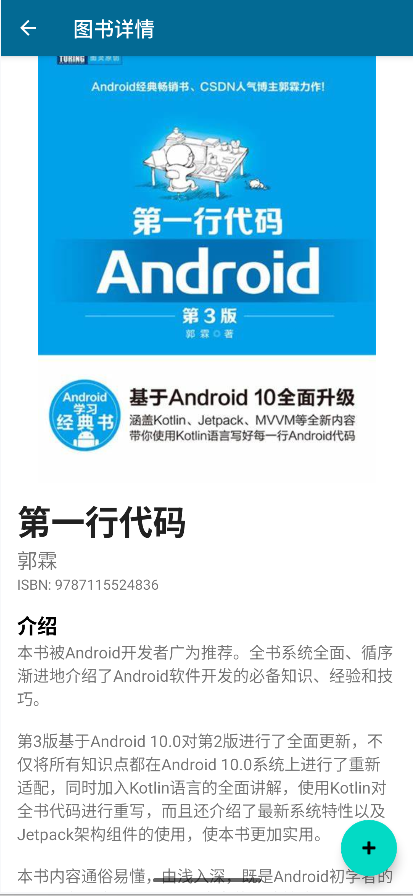 图书详情
TURING 图灵原创
Android经典畅销书、CSDN人气博主郭霖力作!
第一行代码
Android
第3版
郭霖◎著
Android
学习
经典书
基于Android 10全面升级
涵盖Kotlin、Jetpack、MVVM等全新内容
带你使用Kotlin语言写好每一行Android代码
第一行代码
郭霖
ISBN: 9787115524836
介绍
本书被Android开发者广为推荐。全书系统全面、循序
渐进地介绍了Android软件开发的必备知识、经验和技
巧。
第3版基于Android 10.0对第2版进行了全面更新，不
仅将所有知识点都在Android 10.0系统上进行了重新
适配，同时加入Kotlin语言的全面讲解，使用Kotlin对
全书代码进行重写，而且还介绍了最新系统特性以及
Jetpack架构组件的使用，使本书更加实用。
本书内容通俗易懂，由浅入深，既是Android初学者的